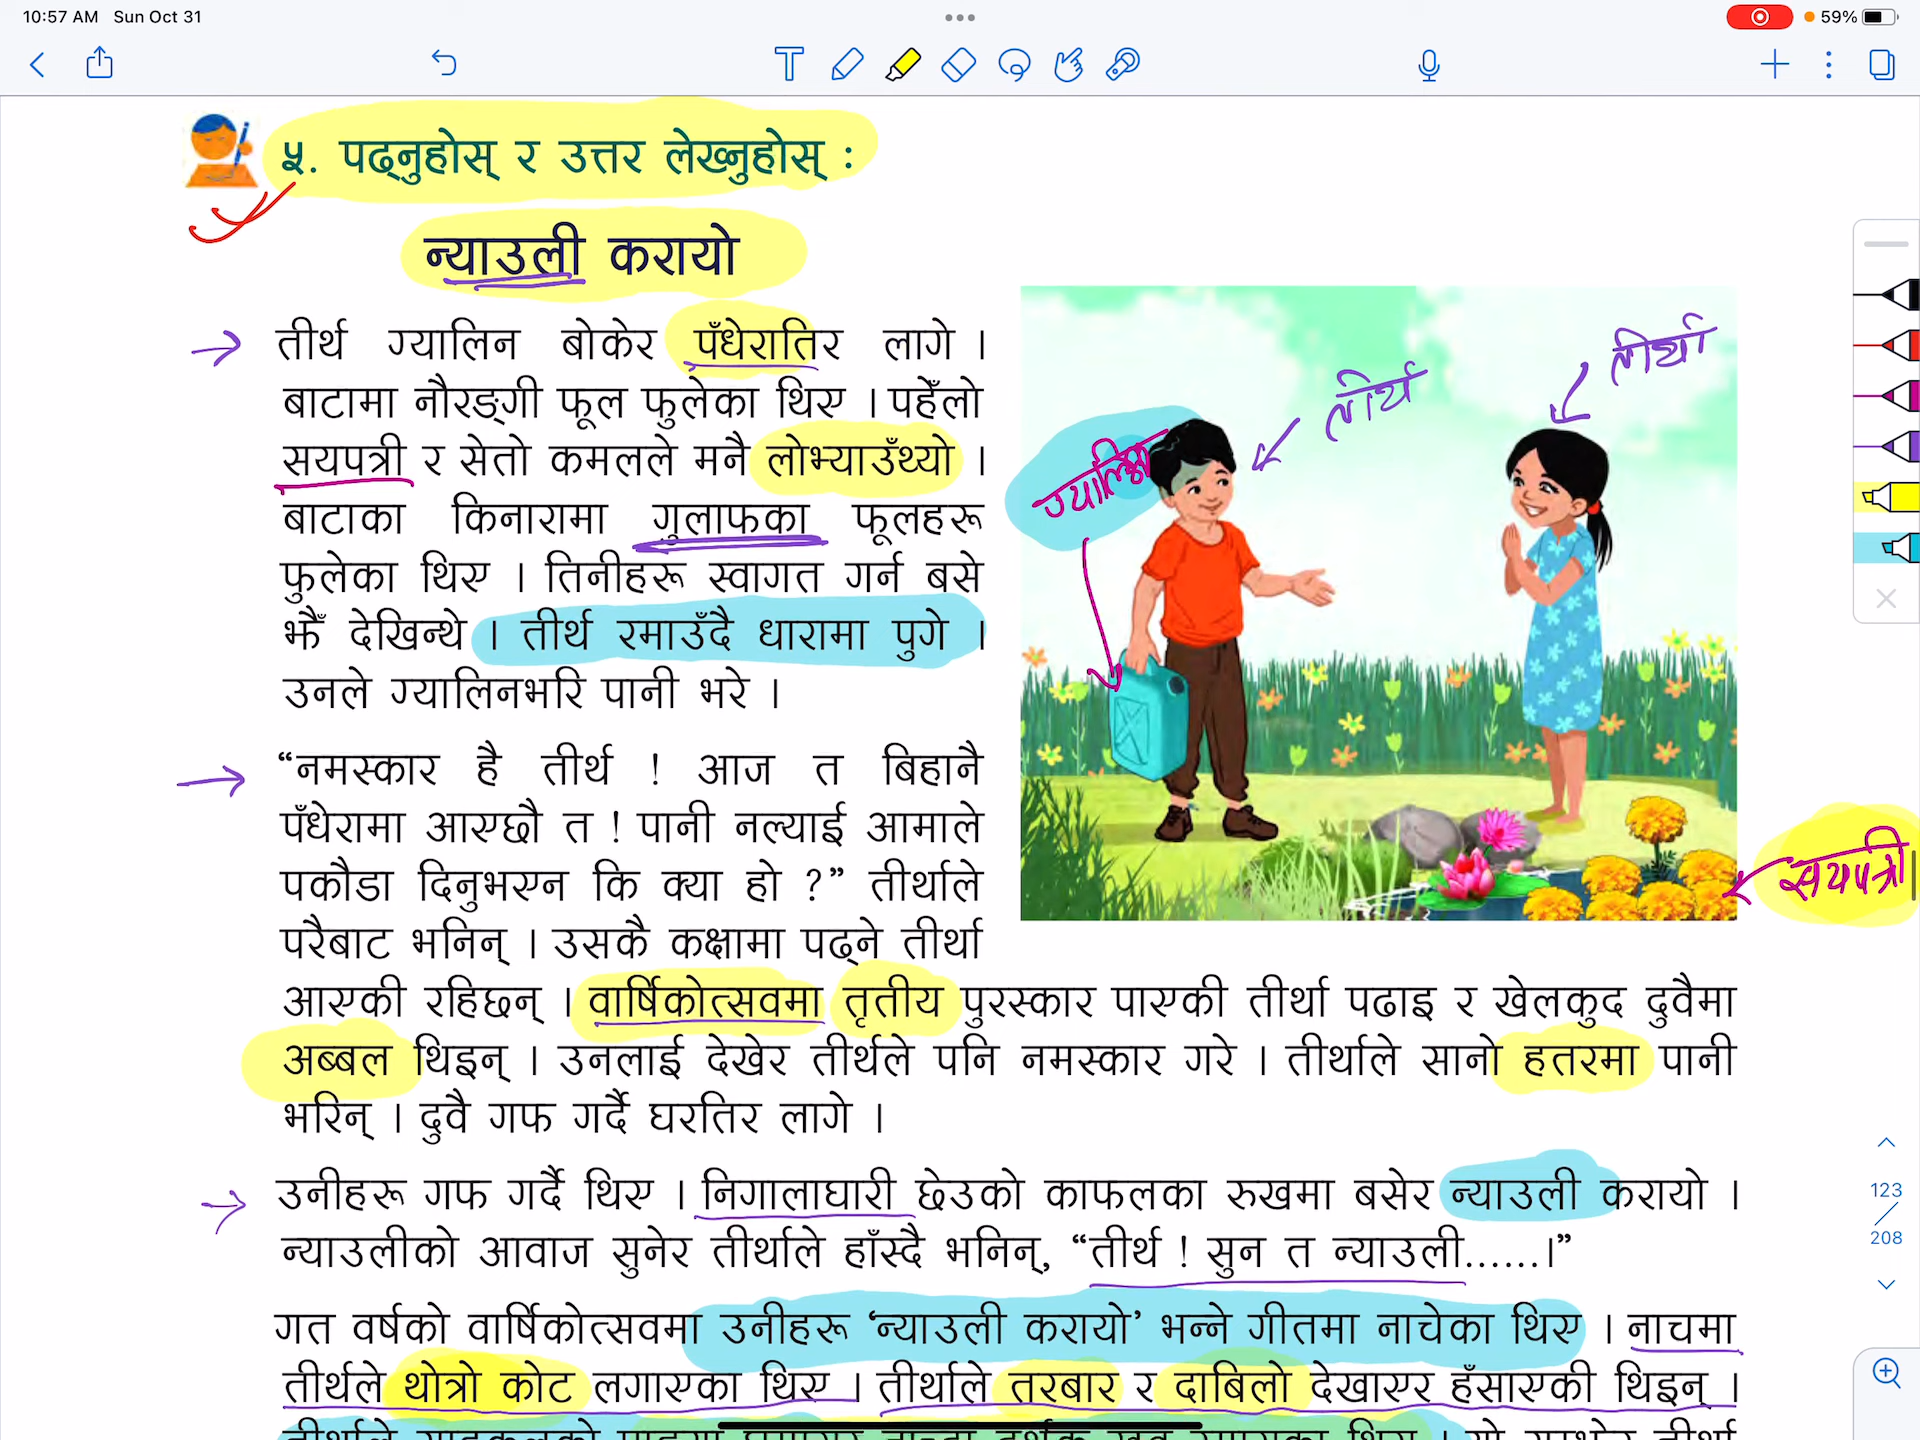 10:57 AM Sun Oct 31
59%
५. पढ्नुहोस् र उत्तर लेख्नुहोस् :
न्याउली करायो
तीर्थ ग्यालिन बोकेर पँधेरातिर लागे ।
बाटामा नौरङ्गी फूल फुलेका थिए । पहेँलो
सयपत्री र सेतो कमलले मनै लोभ्याउँथ्यो ।
बाटाका किनारामा गुलाफका फूलहरू
फुलेका थिए । तिनीहरू स्वागत गर्न बसे
झैँ देखिन्थे । तीर्थ रमाउँदै धारामा पुगे ।
उनले ग्यालिनभरि पानी भरे ।
तीर्थ
तीर्था
सयपत्री
“नमस्कार है तीर्थ ! आज त बिहानै
पँधेरामा आएछौ त ! पानी नल्याई आमाले
पकौडा दिनुभएन कि क्या हो ?” तीर्थाले
परैबाट भनिन् । उसकै कक्षामा पढ्ने तीर्था
आएकी रहिछन् । वार्षिकोत्सवमा तृतीय पुरस्कार पाएकी तीर्था पढाइ र खेलकुद दुवैमा
अब्बल थिइन् । उनलाई देखेर तीर्थले पनि नमस्कार गरे । तीर्थाले सानो हतरमा पानी
भरिन् । दुवै गफ गर्दै घरतिर लागे ।
उनीहरू गफ गर्दै थिए । निगालाघारी छेउको काफलका रुखमा बसेर न्याउली करायो ।
न्याउलीको आवाज सुनेर तीर्थाले हाँस्दै भनिन्, “तीर्थ ! सुन त न्याउली......।”
गत वर्षको वार्षिकोत्सवमा उनीहरू ‘न्याउली करायो’ भन्ने गीतमा नाचेका थिए । नाचमा
तीर्थले थोत्रो कोट लगाएका थिए । तीर्थाले तरबार र दाबिलो देखाएर हँसाएकी थिइन् ।
123
208